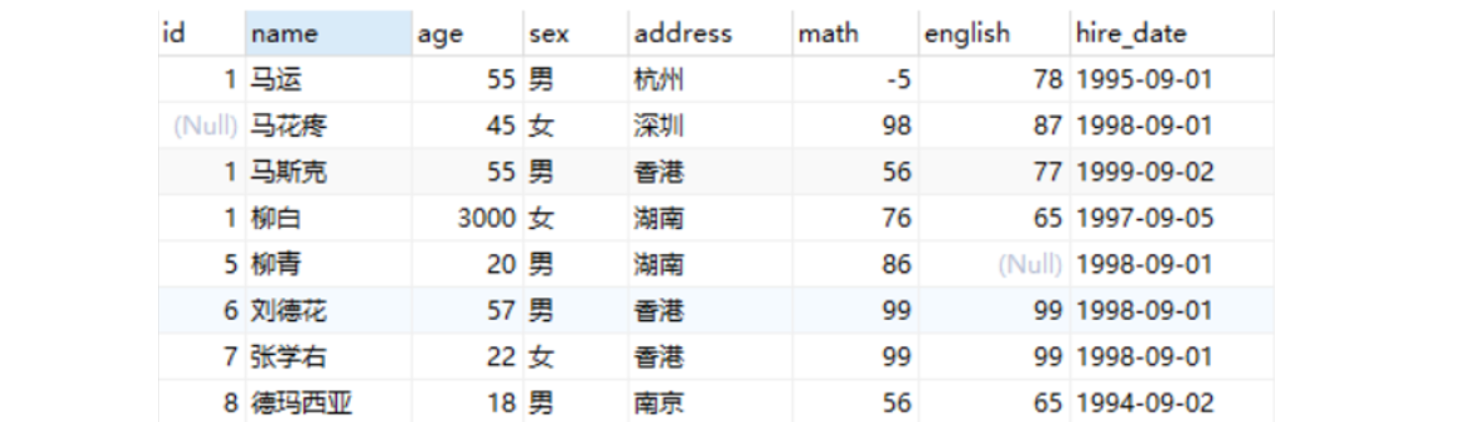 id name age sex address math english hire_date
1 马运 55 男 杭州 -5 78 1995-09-01
(Null) 马花疼 45 女 深圳 98 87 1998-09-01
1 马斯克 55 男 香港 56 77 1999-09-02
1 柳白 3000 女 湖南 76 65 1997-09-05
5 柳青 20 男 湖南 86 (Null) 1998-09-01
6 刘德花 57 男 香港 99 99 1998-09-01
7 张学右 22 女 香港 99 99 1998-09-01
8 德玛西亚 18 男 南京 56 65 1994-09-02